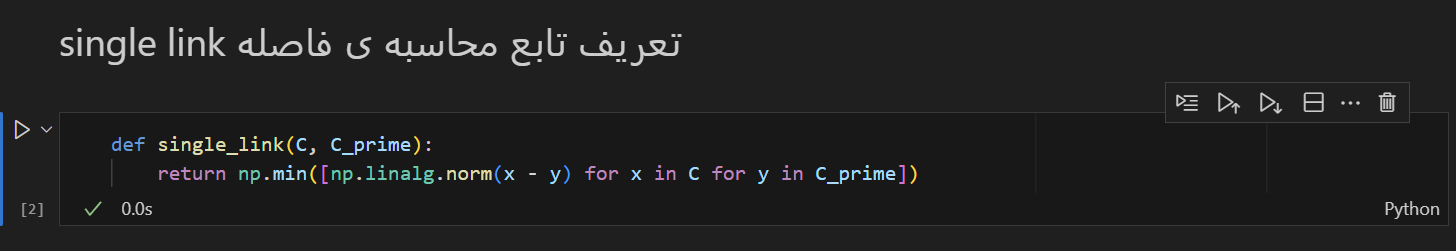 تعریف تابع محاسبه ی فاصله single link
def single_link(C, C_prime):
    return np.min([np.linalg.norm(x - y) for x in C for y in C_prime])
[2]
0.0s
Python